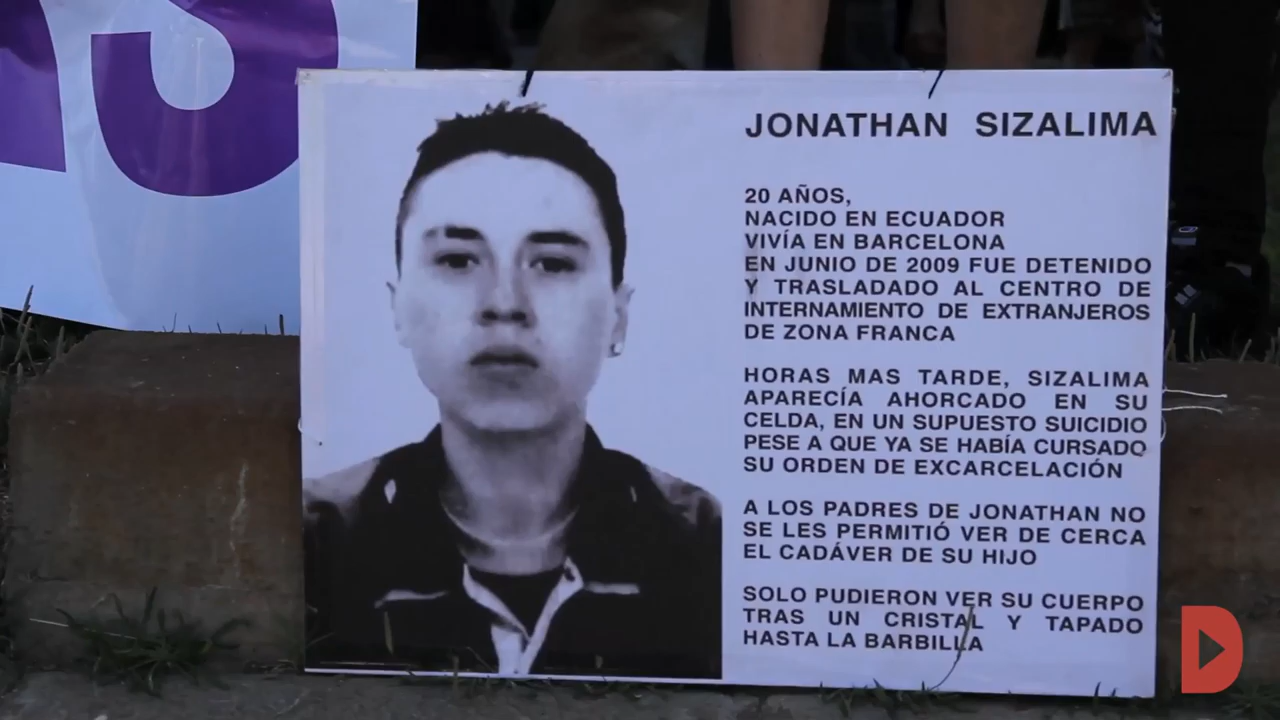 S
JONATHAN SIZALIMA
20 AÑOS,
NACIDO EN ECUADOR
VIVÍA EN BARCELONA
EN JUNIO DE 2009 FUE DETENIDO
Y TRASLADADO AL CENTRO DE
INTERNAMIENTO DE EXTRANJEROS
DE ZONA FRANCA
HORAS MAS TARDE, SIZALIMA
APARECÍA AHORCADO EN SU
CELDA, EN UN SUPUESTO SUICIDIO
PESE A QUE YA SE HABÍA CURSADO
SU ORDEN DE EXCARCELACIÓN
A LOS PADRES DE JONATHAN NO
SE LES PERMITIÓ VER DE CERCA
EL CADÁVER DE SU HIJO
SOLO PUDIERON VER SU CUERPO
TRAS UN CRISTAL Y TAPADO
HASTA LA BARBILLA
D